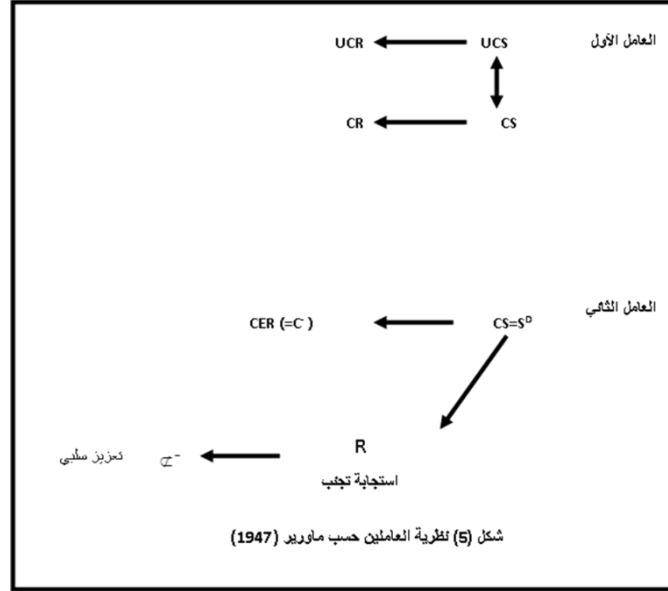 العامل الأول UCS UCR
CS CR
العامل الثاني CS=Sᴰ CER (=C⁻)
R
₵⁻ تعزيز سلبي
استجابة تجنب
شكل (5) نظرية العاملين حسب ماورير (1947)